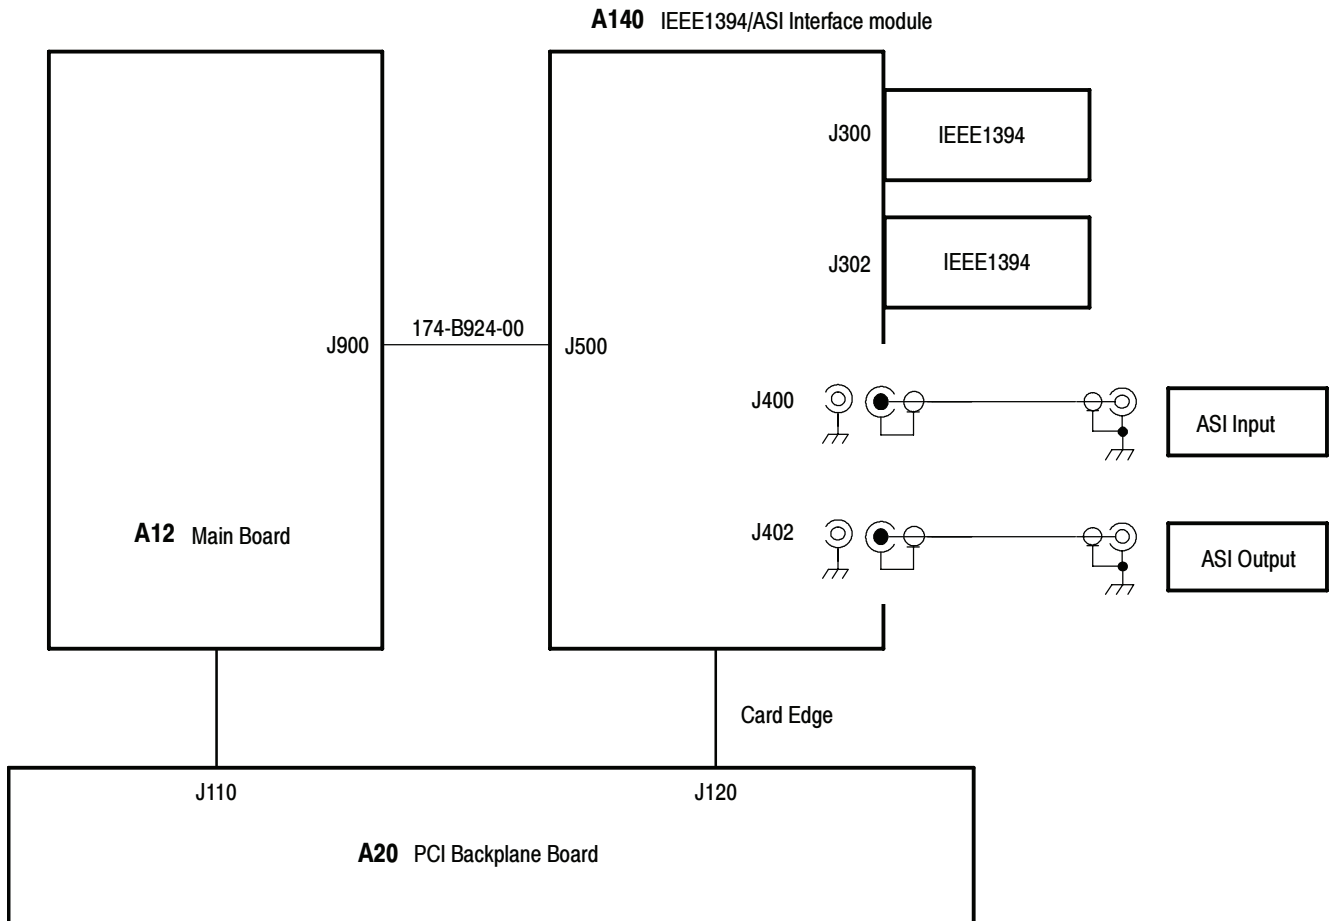 A140 IEEE1394/ASI Interface module
J300
IEEE1394
J302
IEEE1394
J900
174-B924-00
J500
J400
ASI Input
A12 Main Board
J402
ASI Output
Card Edge
J110
J120
A20 PCI Backplane Board